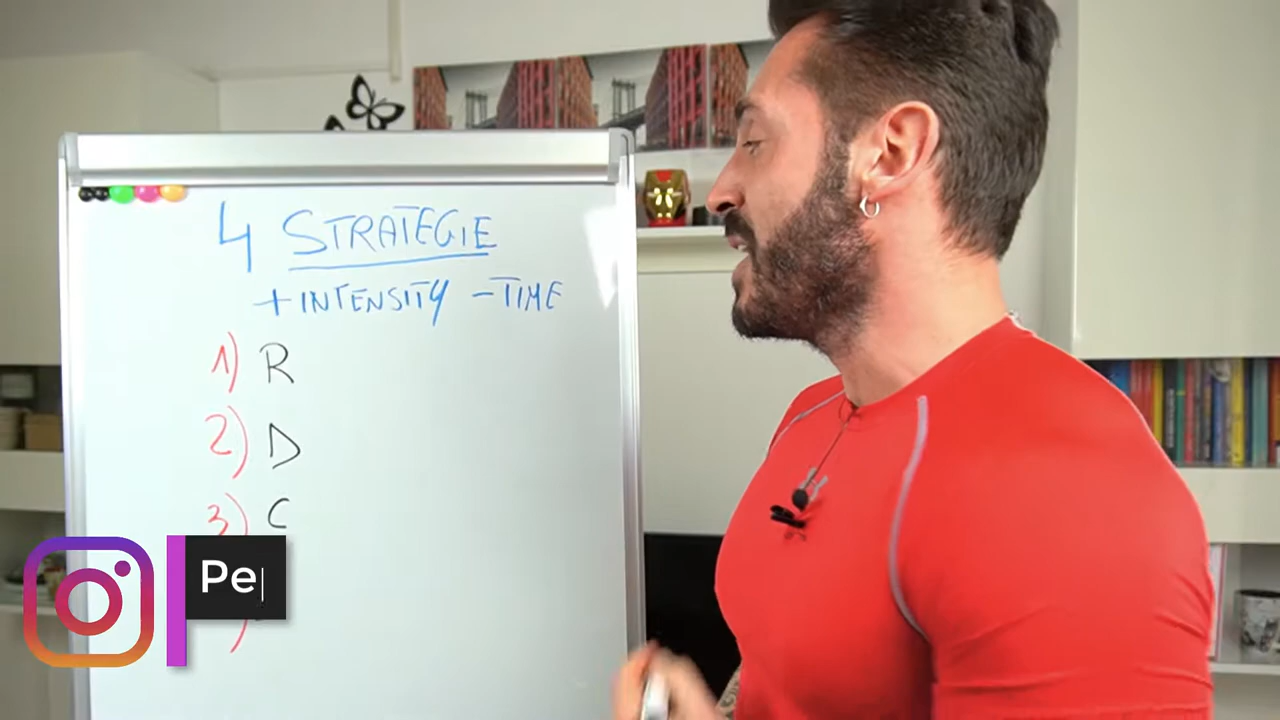 4 STRATEGIE
+ INTENSITY - TIME
1) R
2) D
3) C
)
Pe